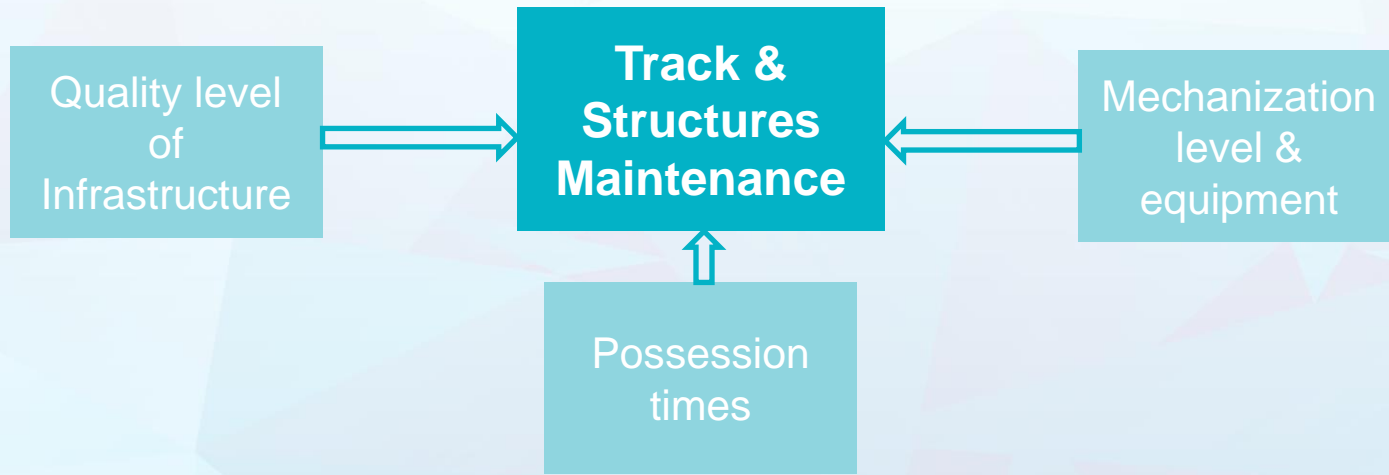 Quality level
of
Infrastructure
Track &
Structures
Maintenance
Mechanization
level &
equipment
Possession
times